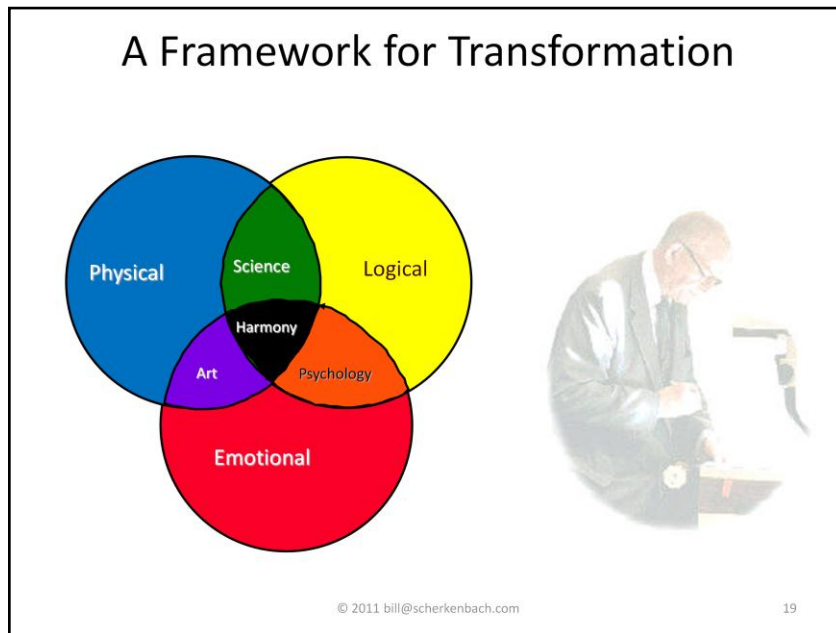 A Framework for Transformation
Physical
Science
Logical
Harmony
Art
Psychology
Emotional
© 2011 bill@scherkenbach.com
19